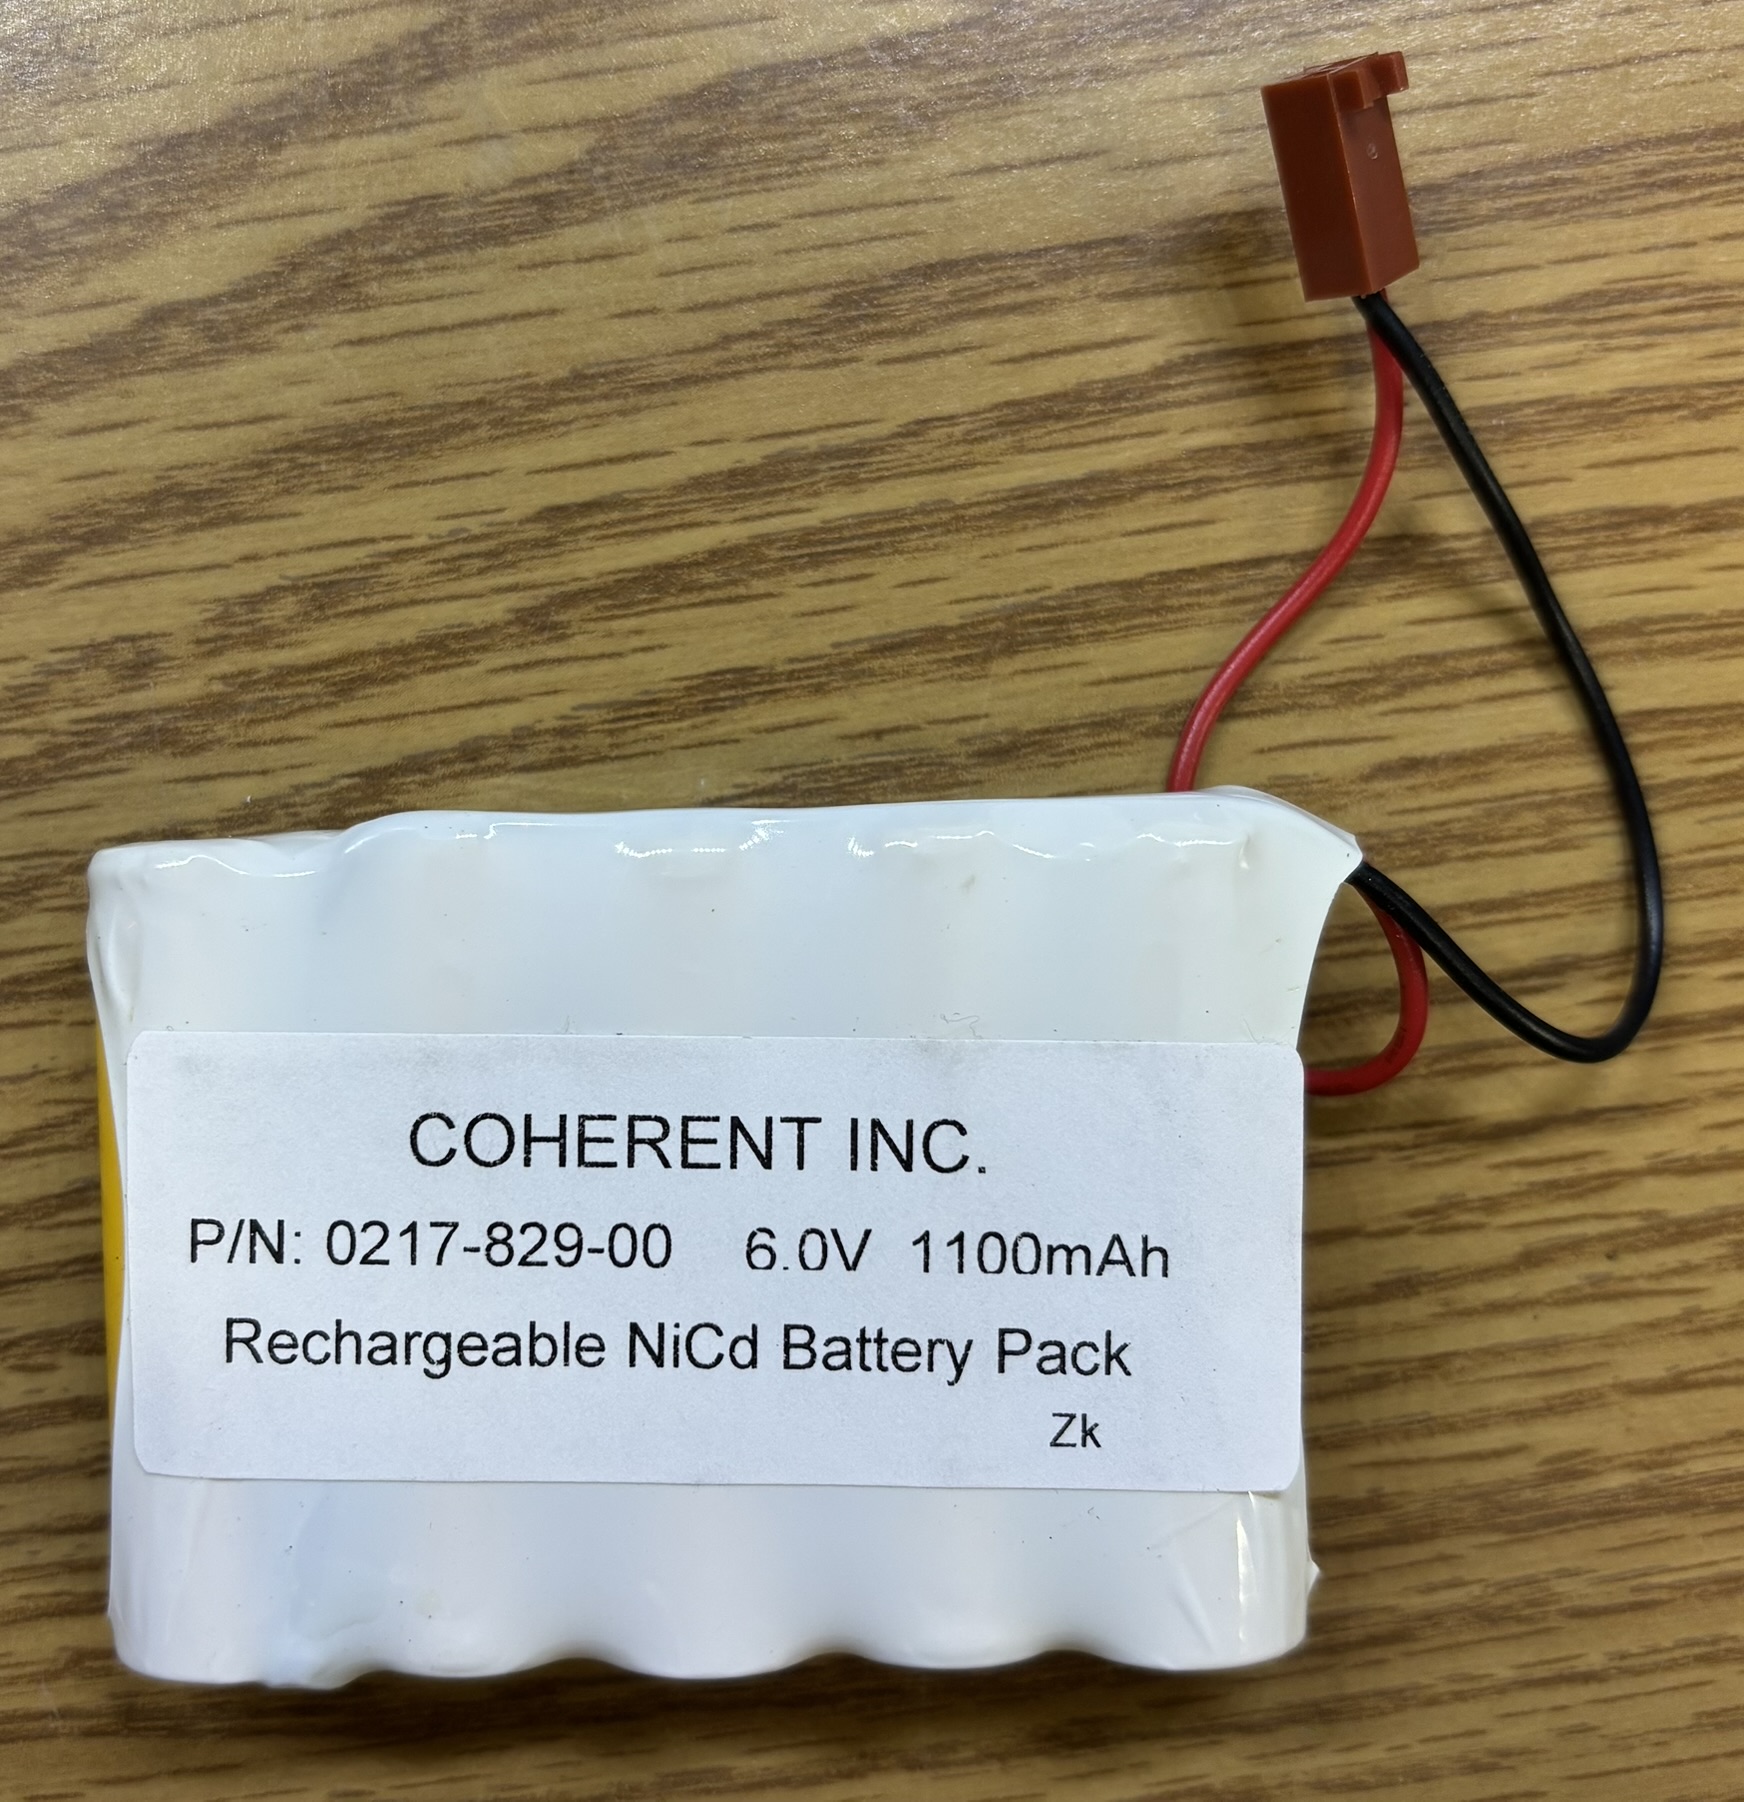 COHERENT INC.
P/N: 0217-829-00 6.0V 1100mAh
Rechargeable NiCd Battery Pack
Zk